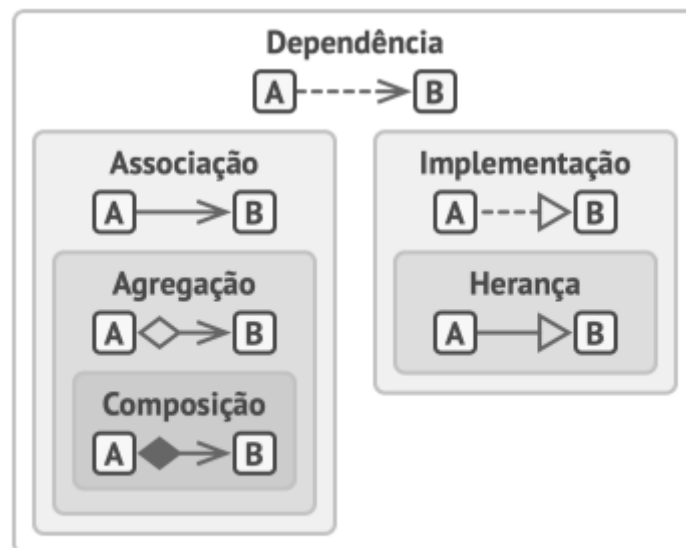 Dependência
A B
Associação
A B
Agregação
A B
Composição
A B
Implementação
A B
Herança
A B